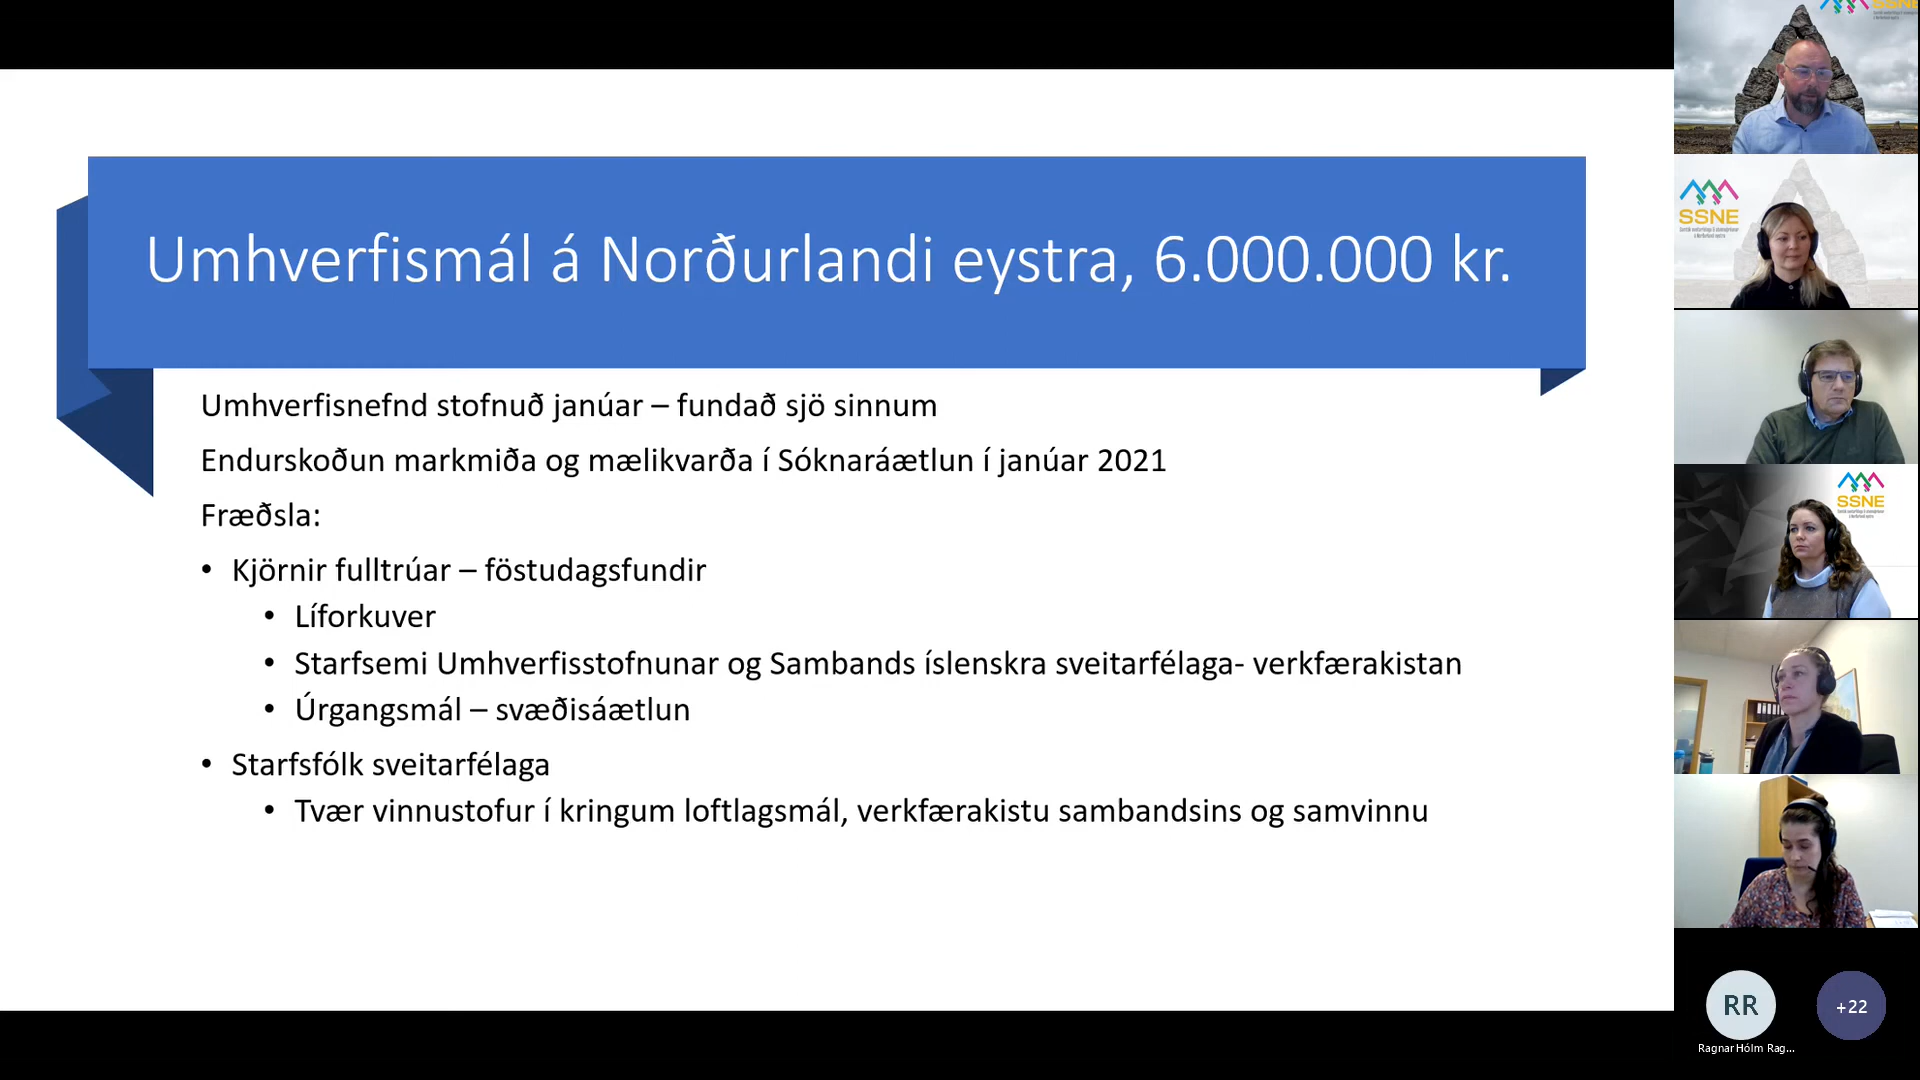 Umhverfismál á Norðurlandi eystra, 6.000.000 kr.
Umhverfisnefnd stofnuð janúar – fundað sjö sinnum
Endurskoðun markmiða og mælikvarða í Sóknaráætlun í janúar 2021
Fræðsla:
• Kjörnir fulltrúar – föstudagsfundir
• Líforkuver
• Starfsemi Umhverfisstofnunar og Sambands íslenskra sveitarfélaga- verkfærakistan
• Úrgangsmál – svæðisáætlun
• Starfsfólk sveitarfélaga
• Tvær vinnustofur í kringum loftlagsmál, verkfærakistu sambandsins og samvinnu
SSNE
SSNE
SSNE
RR
+22
Ragnar Hólm Rag...